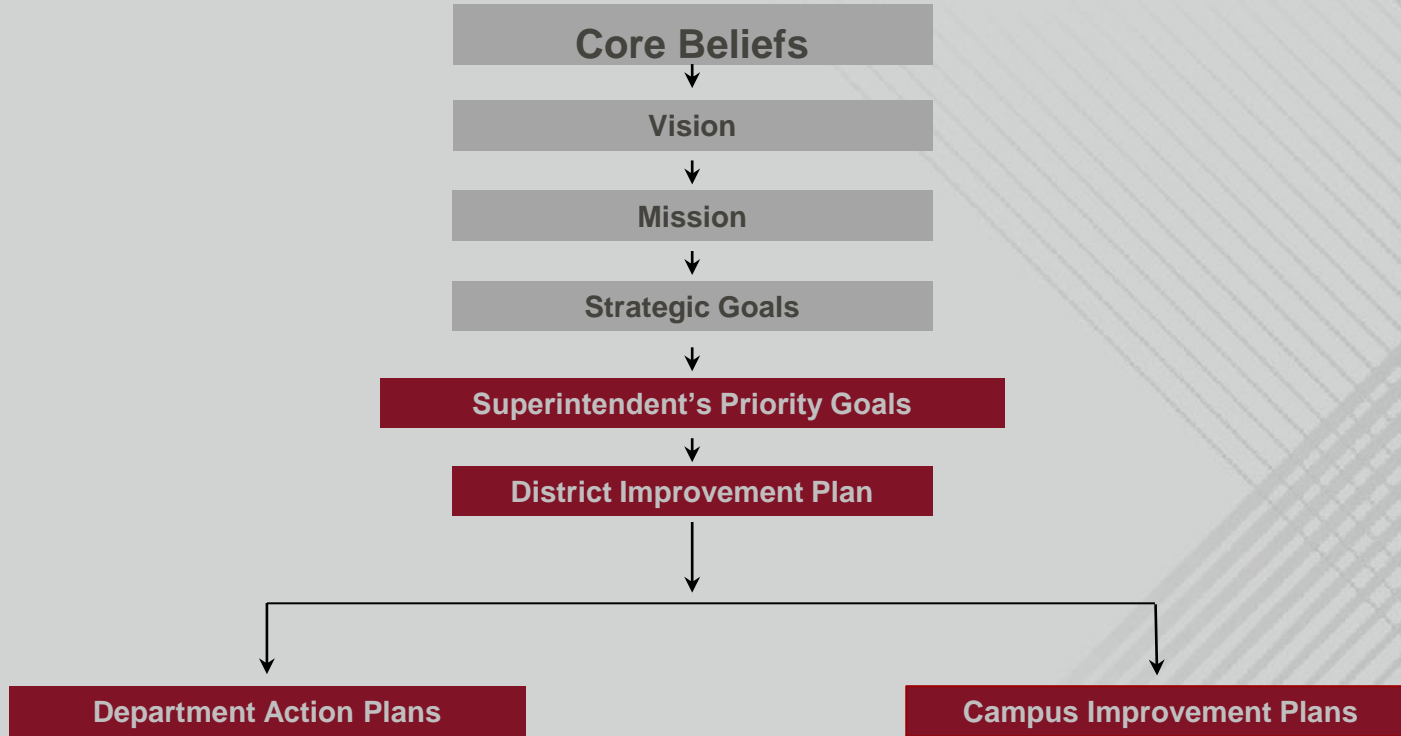 Core Beliefs
Vision
Mission
Strategic Goals
Superintendent’s Priority Goals
District Improvement Plan
Department Action Plans
Campus Improvement Plans